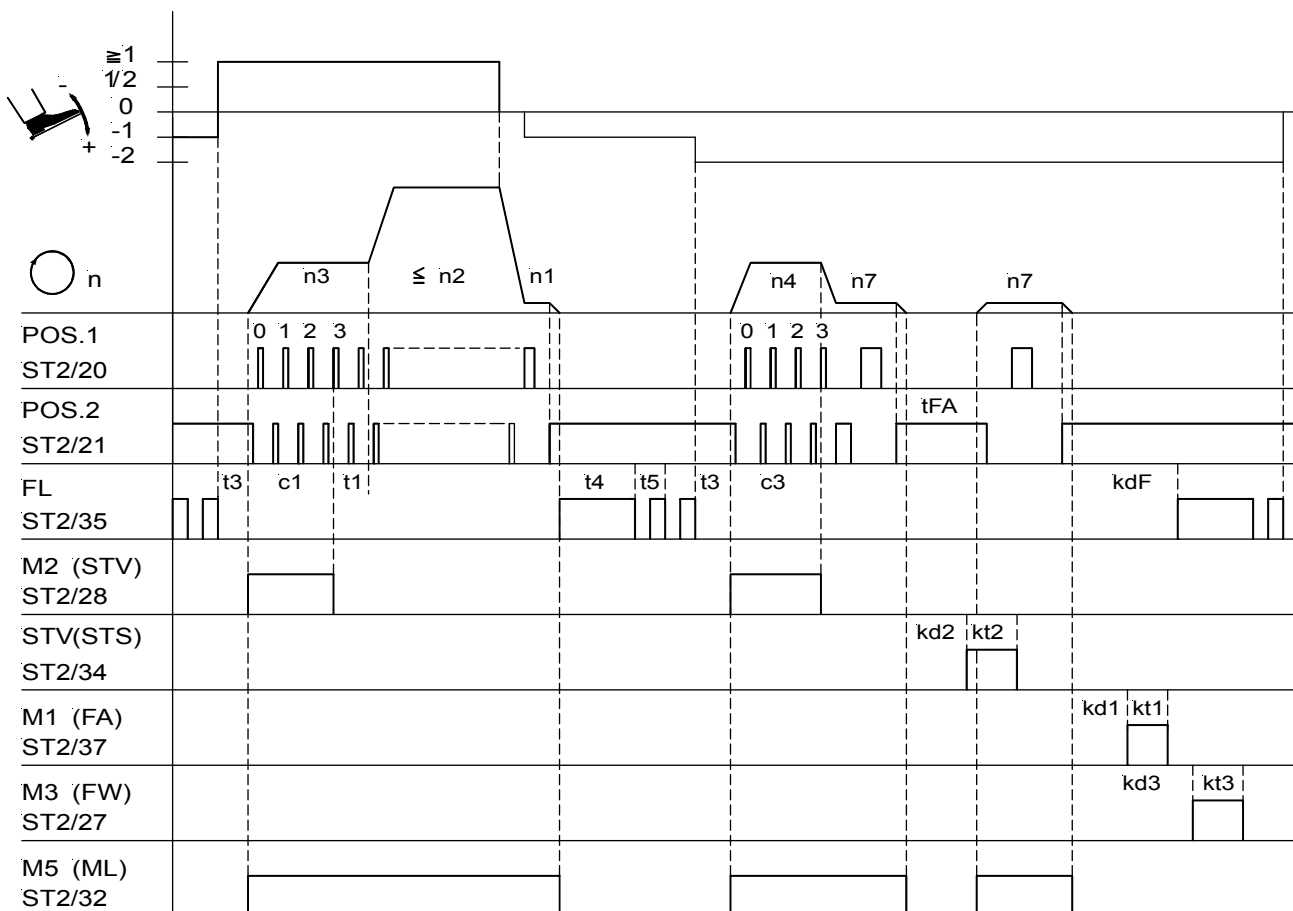 ≧1
1/2
0
-1
-2
-
+
n
n3
≦ n2
n1
n4
n7
n7
POS.1
ST2/20
0 1 2 3
0 1 2 3
POS.2
ST2/21
tFA
FL
ST2/35
t3 c1 t1 t4 t5 t3 c3 kdF
M2 (STV)
ST2/28
STV(STS)
ST2/34
kd2 kt2
M1 (FA)
ST2/37
kd1 kt1
M3 (FW)
ST2/27
kd3 kt3
M5 (ML)
ST2/32